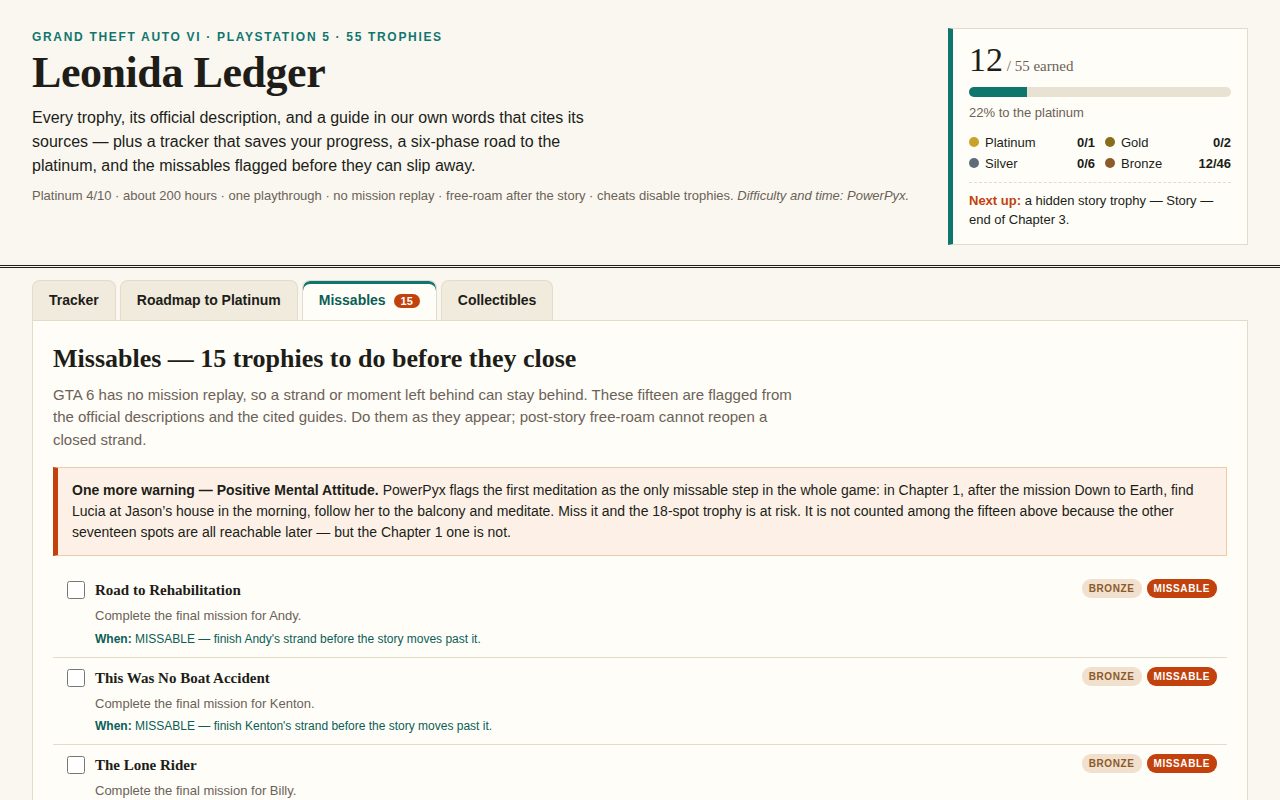 GRAND THEFT AUTO VI · PLAYSTATION 5 · 55 TROPHIES
Leonida Ledger
Every trophy, its official description, and a guide in our own words that cites its
sources — plus a tracker that saves your progress, a six-phase road to the
platinum, and the missables flagged before they can slip away.
Platinum 4/10 · about 200 hours · one playthrough · no mission replay · free-roam after the story · cheats disable trophies. Difficulty and time: PowerPyx.
12 / 55 earned
22% to the platinum
Platinum 0/1 Gold 0/2
Silver 0/6 Bronze 12/46
Next up: a hidden story trophy — Story —
end of Chapter 3.
Tracker Roadmap to Platinum Missables 15 Collectibles
Missables — 15 trophies to do before they close
GTA 6 has no mission replay, so a strand or moment left behind can stay behind. These fifteen are flagged from
the official descriptions and the cited guides. Do them as they appear; post-story free-roam cannot reopen a
closed strand.
One more warning — Positive Mental Attitude. PowerPyx flags the first meditation as the only missable step in the whole game: in Chapter 1, after the mission Down to Earth, find
Lucia at Jason’s house in the morning, follow her to the balcony and meditate. Miss it and the 18-spot trophy is at risk. It is not counted among the fifteen above because the other
seventeen spots are all reachable later — but the Chapter 1 one is not.
Road to Rehabilitation BRONZE MISSABLE
Complete the final mission for Andy.
When: MISSABLE — finish Andy's strand before the story moves past it.
This Was No Boat Accident BRONZE MISSABLE
Complete the final mission for Kenton.
When: MISSABLE — finish Kenton's strand before the story moves past it.
The Lone Rider BRONZE MISSABLE
Complete the final mission for Billy.